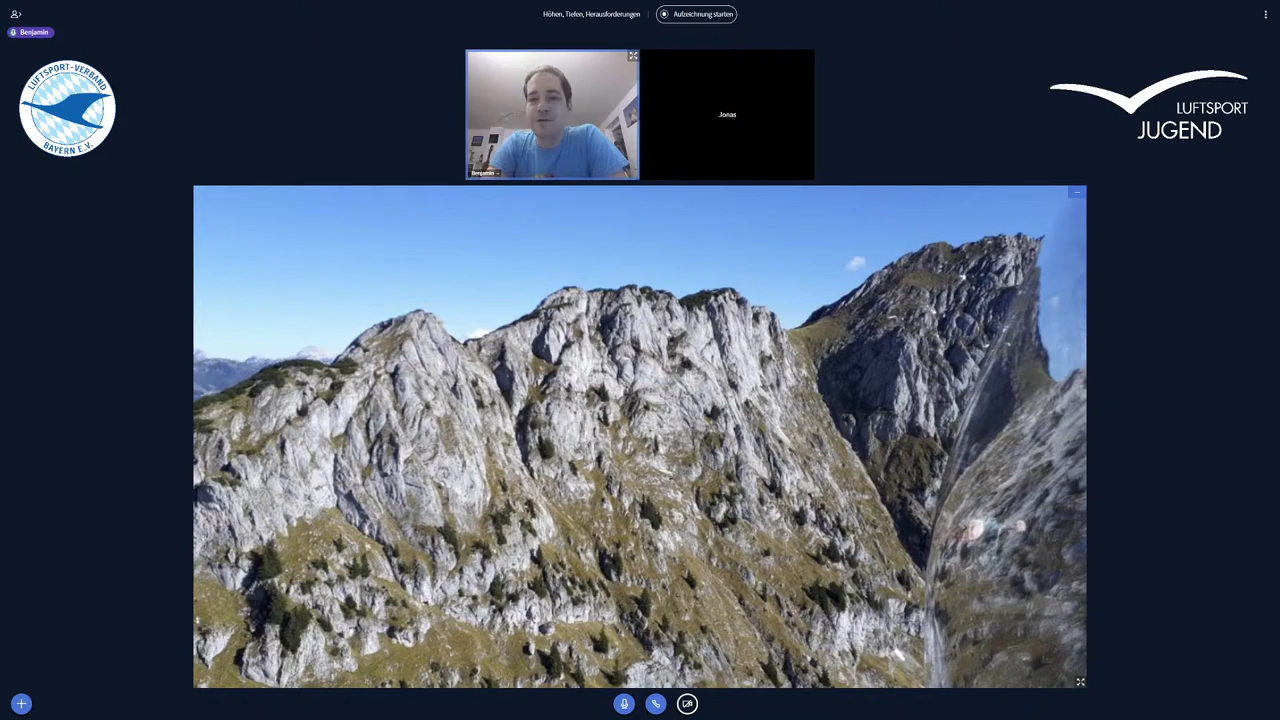 Höhen, Tiefen, Herausforderungen
Aufzeichnung starten
Benjamin
LUFTSPORT-VERBAND
BAYERN E.V.
Benjamin
Jonas
LUFTSPORT
JUGEND